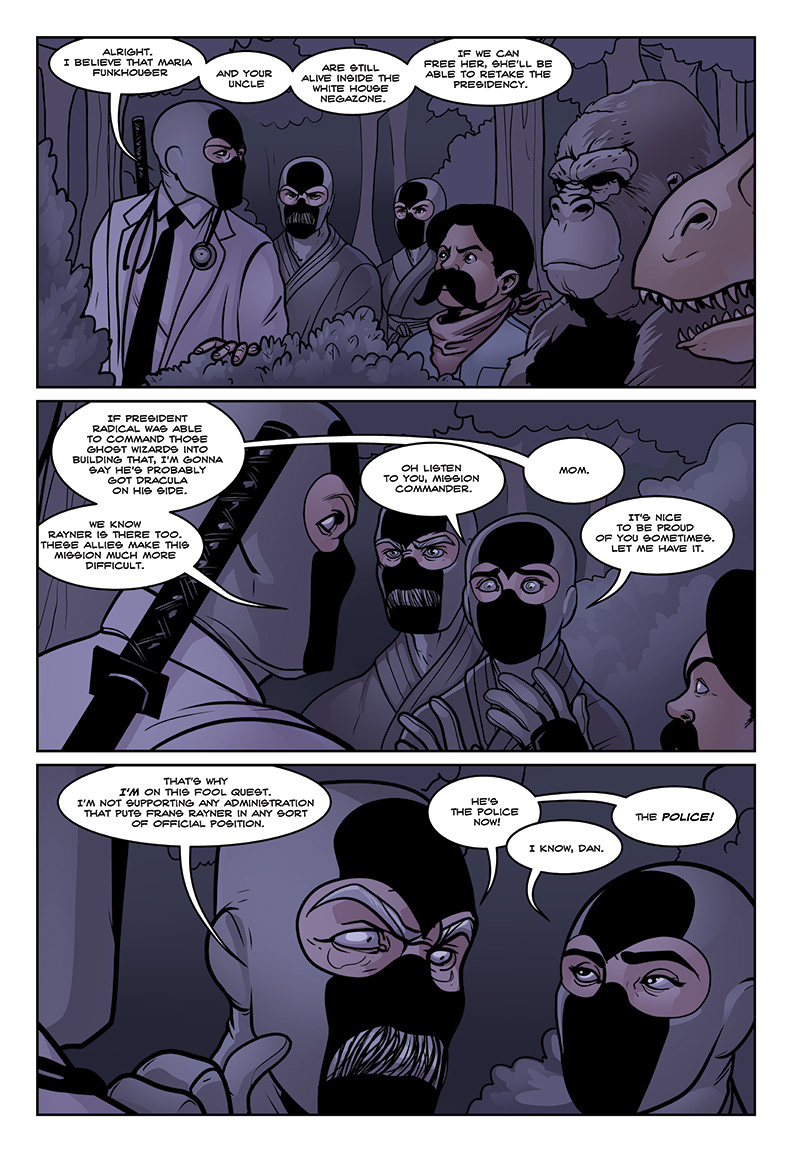 ALRIGHT.
I BELIEVE THAT MARIA
FUNKHOUSER
AND YOUR
UNCLE
ARE STILL
ALIVE INSIDE THE
WHITE HOUSE
NEGAZONE.
IF WE CAN
FREE HER, SHE'LL BE
ABLE TO RETAKE THE
PRESIDENCY.
IF PRESIDENT
RADICAL WAS ABLE
TO COMMAND THOSE
GHOST WIZARDS INTO
BUILDING THAT, I'M GONNA
SAY HE'S PROBABLY
GOT DRACULA
ON HIS SIDE.
WE KNOW
RAYNER IS THERE TOO.
THESE ALLIES MAKE THIS
MISSION MUCH MORE
DIFFICULT.
OH LISTEN
TO YOU, MISSION
COMMANDER.
MOM.
IT'S NICE
TO BE PROUD
OF YOU SOMETIMES.
LET ME HAVE IT.
THAT'S WHY
I'M ON THIS FOOL QUEST.
I'M NOT SUPPORTING ANY ADMINISTRATION
THAT PUTS FRANS RAYNER IN ANY SORT
OF OFFICIAL POSITION.
HE'S
THE POLICE
NOW!
THE POLICE!
I KNOW, DAN.